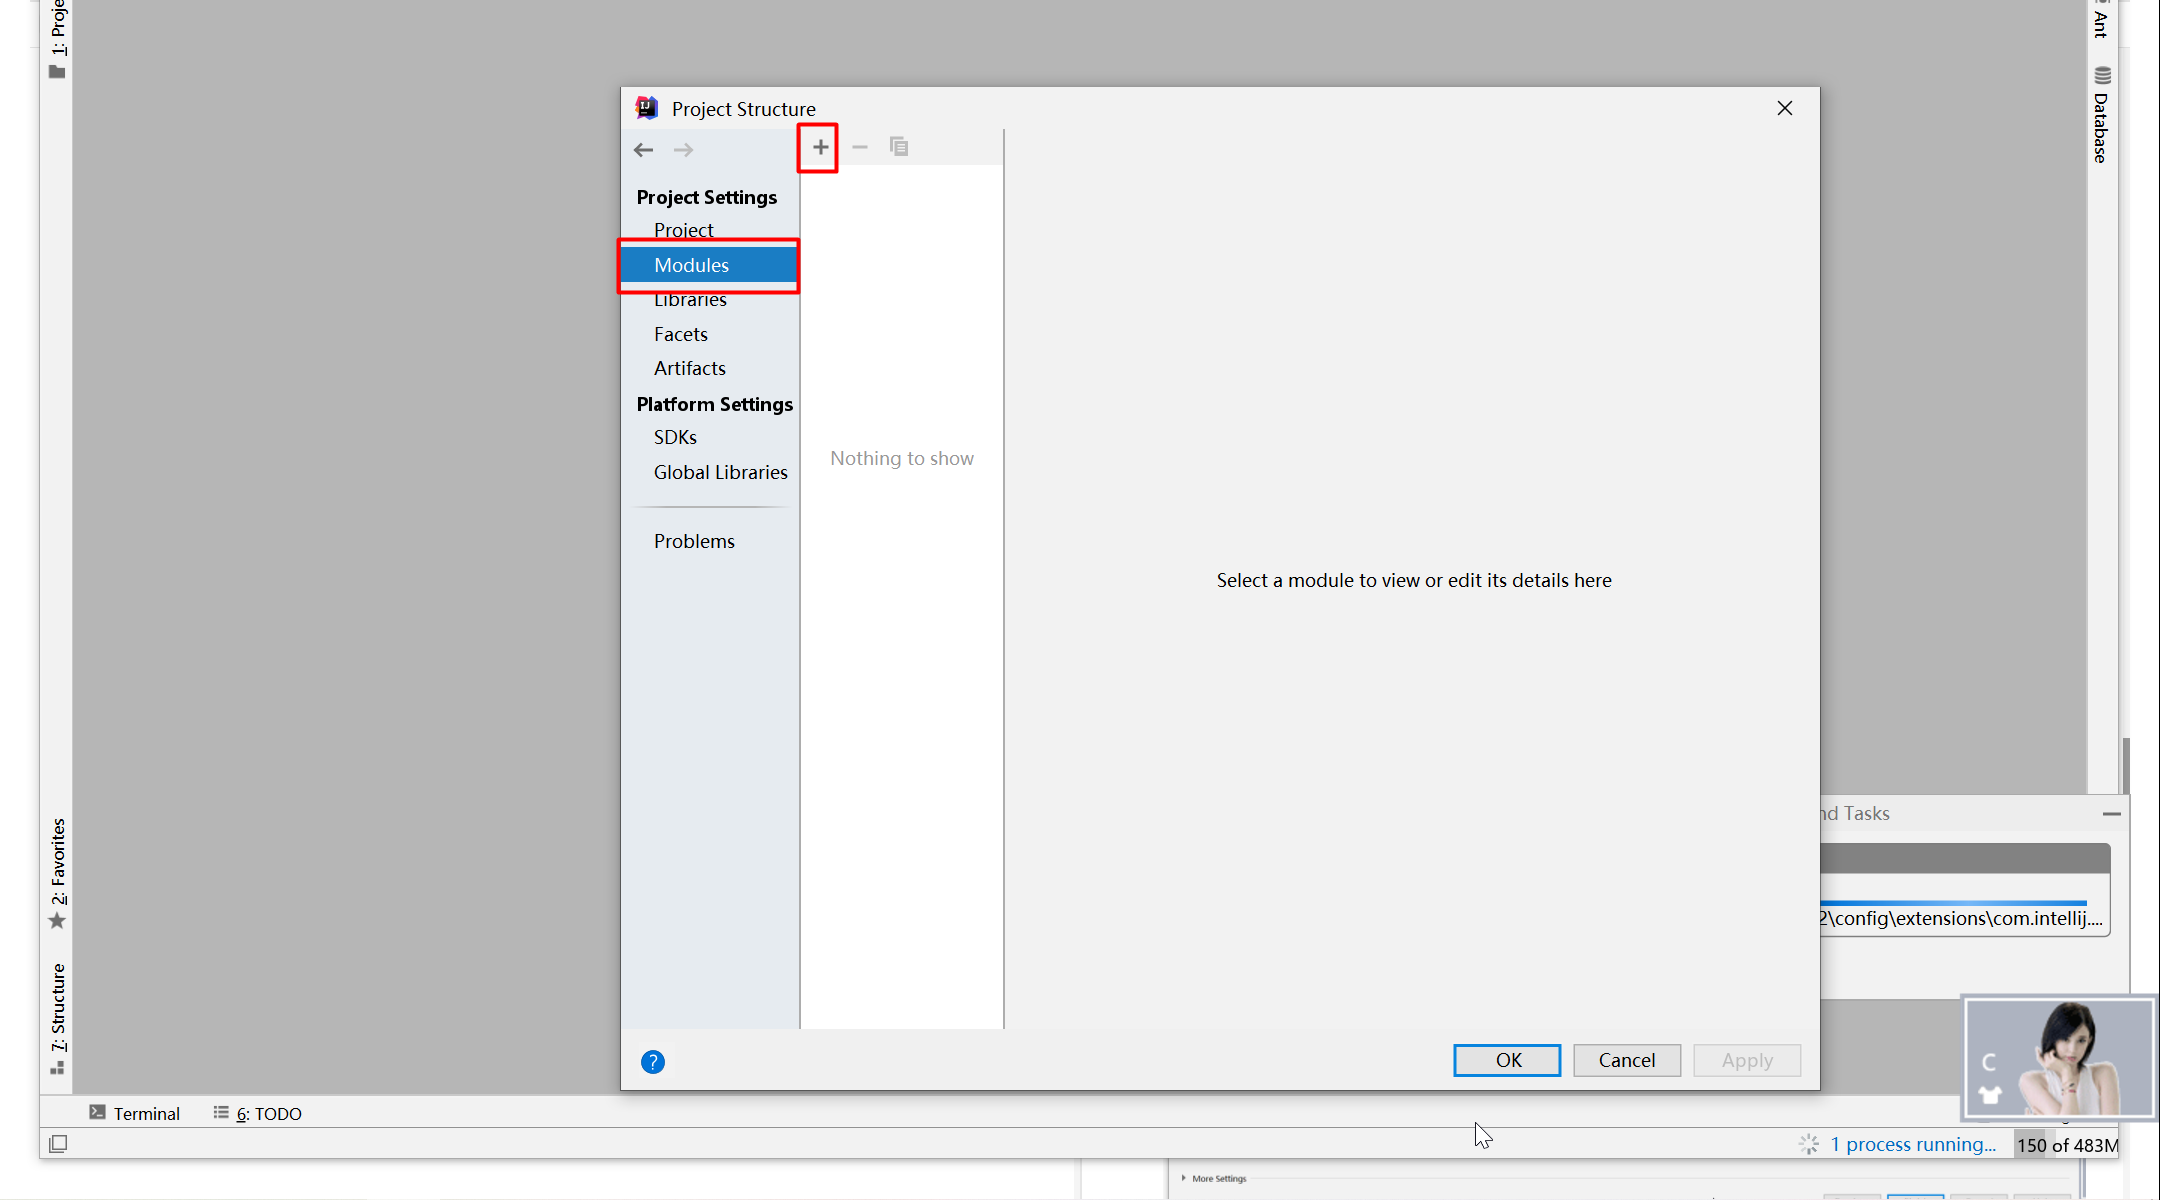 1: Proje
Ant
Database
Project Structure
Project Settings
Project
Modules
Libraries
Facets
Artifacts
Platform Settings
SDKs
Global Libraries
Problems
Nothing to show
Select a module to view or edit its details here
2: Favorites
7: Structure
nd Tasks
2\config\extensions\com.intellij....
?
OK
Cancel
Apply
C
Terminal
6: TODO
1 process running...
150 of 483M
More Settings